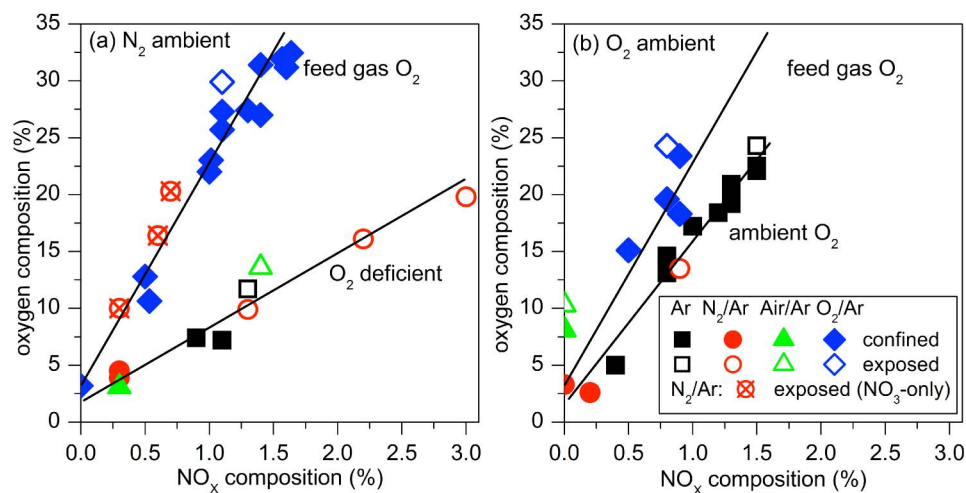 (a) N₂ ambient
feed gas O₂
O₂ deficient
oxygen composition (%)
35
30
25
20
15
10
5
0
0.0 0.5 1.0 1.5 2.0 2.5 3.0
NOₓ composition (%)
(b) O₂ ambient
feed gas O₂
ambient O₂
oxygen composition (%)
35
30
25
20
15
10
5
0
0.0 0.5 1.0 1.5 2.0 2.5 3.0
NOₓ composition (%)
Ar N₂/Ar Air/Ar O₂/Ar
confined
exposed
N₂/Ar: exposed (NO₃-only)